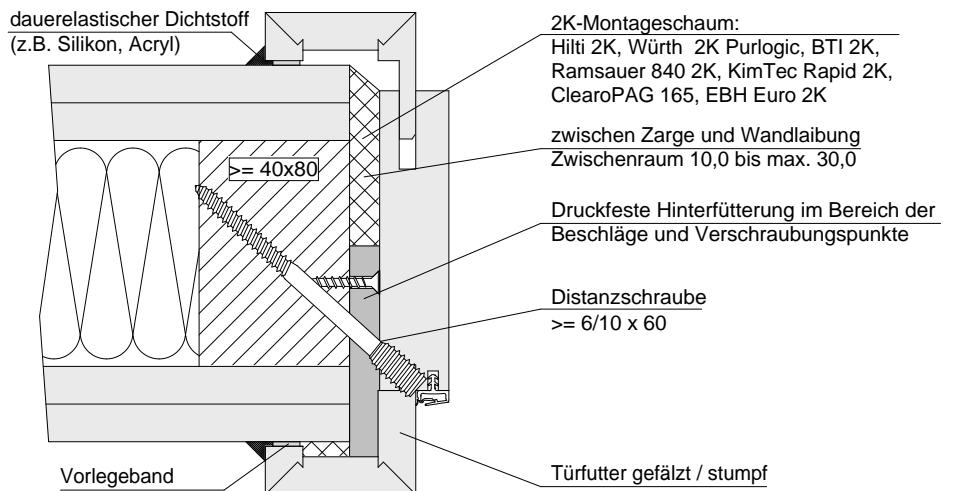 dauerelastischer Dichtstoff
(z.B. Silikon, Acryl)
2K-Montageschaum:
Hilti 2K, Würth 2K Purlogic, BTI 2K,
Ramsauer 840 2K, KimTec Rapid 2K,
ClearoPAG 165, EBH Euro 2K
zwischen Zarge und Wandlaibung
Zwischenraum 10,0 bis max. 30,0
>= 40x80
Druckfeste Hinterfütterung im Bereich der
Beschläge und Verschraubungspunkte
Distanzschraube
>= 6/10 x 60
Vorlegeband
Türfutter gefälzt / stumpf